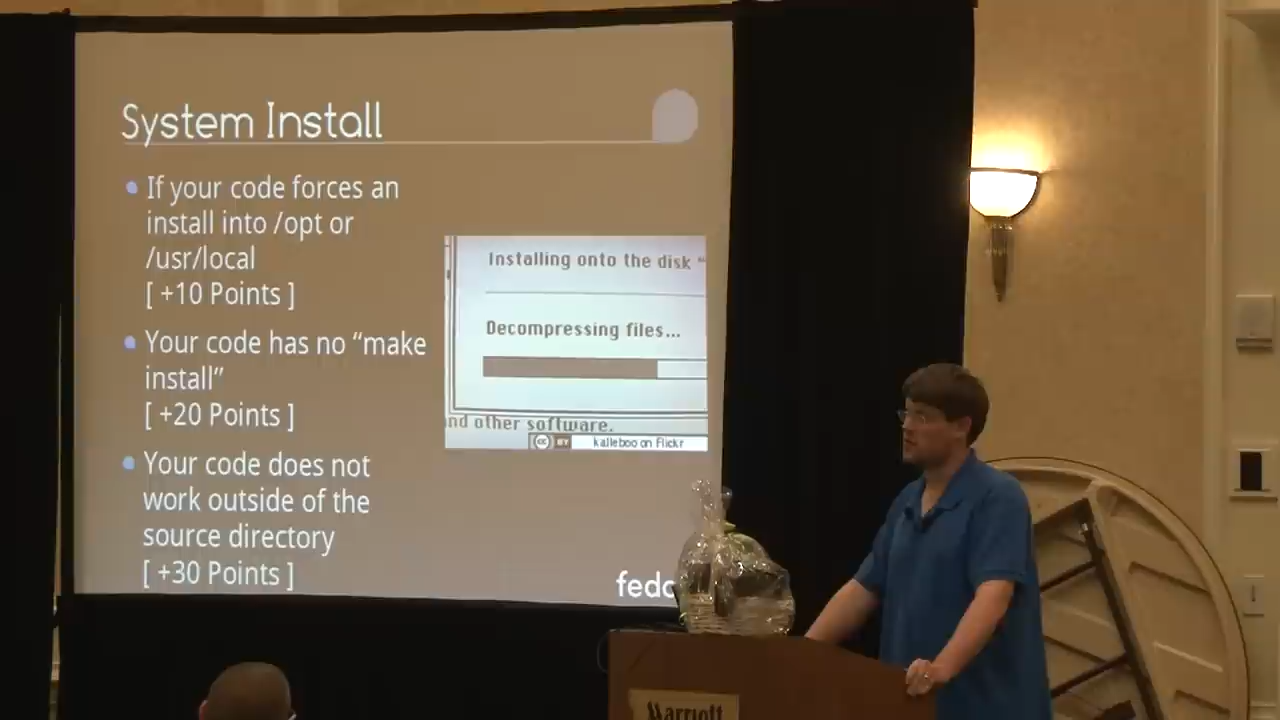 System Install
If your code forces an
install into /opt or
/usr/local
[ +10 Points ]
Your code has no “make
install”
[ +20 Points ]
Your code does not
work outside of the
source directory
[ +30 Points ]
Installing onto the disk “
Decompressing files...
nd other software.
CC BY kalleboo on Flickr
fedo
Marriott